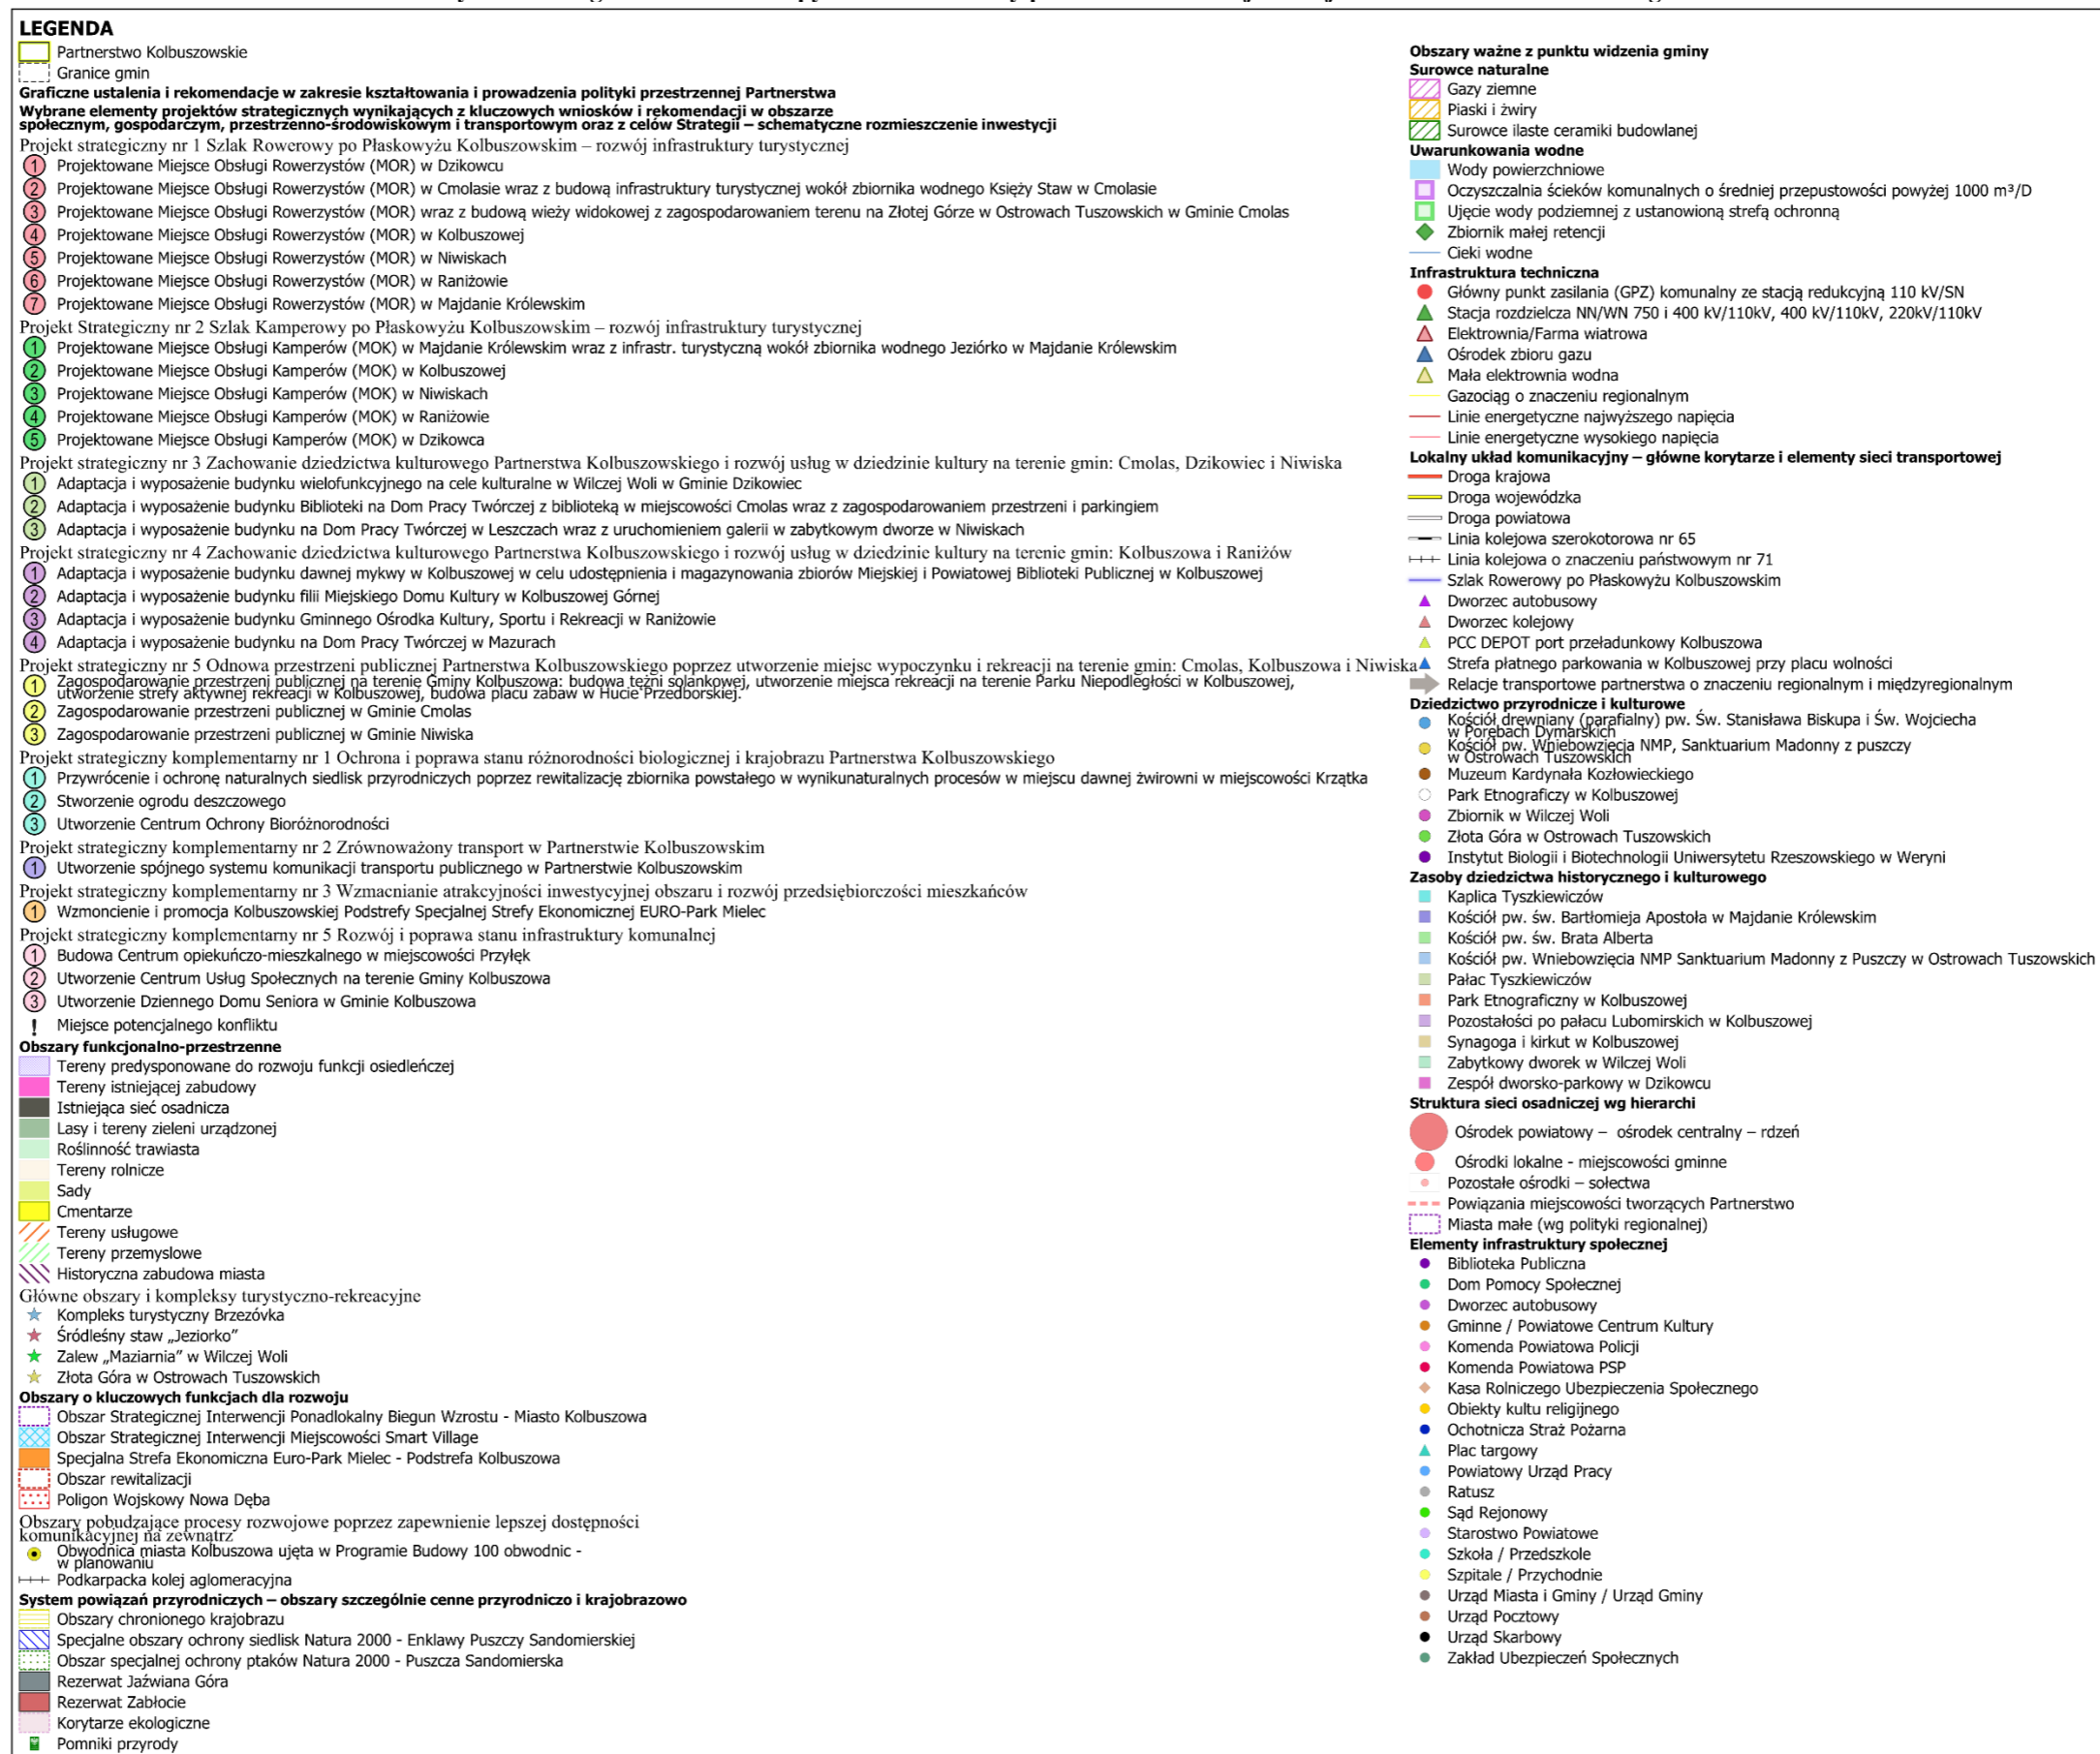 LEGENDA
Partnerstwo Kolbuszowskie
Granice gmin
Graficzne ustalenia i rekomendacje w zakresie kształtowania i prowadzenia polityki przestrzennej Partnerstwa
Wybrane elementy projektów strategicznych wynikających z kluczowych wniosków i rekomendacji w obszarze
społecznym, gospodarczym, przestrzenno-środowiskowym i transportowym oraz z celów Strategii – schematyczne rozmieszczenie inwestycji
Projekt strategiczny nr 1 Szlak Rowerowy po Płaskowyżu Kolbuszowskim – rozwój infrastruktury turystycznej
1 Projektowane Miejsce Obsługi Rowerzystów (MOR) w Dzikowcu
2 Projektowane Miejsce Obsługi Rowerzystów (MOR) w Cmolasie wraz z budową infrastruktury turystycznej wokół zbiornika wodnego Księży Staw w Cmolasie
3 Projektowane Miejsce Obsługi Rowerzystów (MOR) wraz z budową wieży widokowej z zagospodarowaniem terenu na Złotej Górze w Ostrowach Tuszowskich w Gminie Cmolas
4 Projektowane Miejsce Obsługi Rowerzystów (MOR) w Kolbuszowej
5 Projektowane Miejsce Obsługi Rowerzystów (MOR) w Niwiskach
6 Projektowane Miejsce Obsługi Rowerzystów (MOR) w Raniżowie
7 Projektowane Miejsce Obsługi Rowerzystów (MOR) w Majdanie Królewskim
Projekt Strategiczny nr 2 Szlak Kamperowy po Płaskowyżu Kolbuszowskim – rozwój infrastruktury turystycznej
1 Projektowane Miejsce Obsługi Kamperów (MOK) w Majdanie Królewskim wraz z infrastr. turystyczną wokół zbiornika wodnego Jeziórko w Majdanie Królewskim
2 Projektowane Miejsce Obsługi Kamperów (MOK) w Kolbuszowej
3 Projektowane Miejsce Obsługi Kamperów (MOK) w Niwiskach
4 Projektowane Miejsce Obsługi Kamperów (MOK) w Raniżowie
5 Projektowane Miejsce Obsługi Kamperów (MOK) w Dzikowca
Projekt strategiczny nr 3 Zachowanie dziedzictwa kulturowego Partnerstwa Kolbuszowskiego i rozwój usług w dziedzinie kultury na terenie gmin: Cmolas, Dzikowiec i Niwiska
1 Adaptacja i wyposażenie budynku wielofunkcyjnego na cele kulturalne w Wilczej Woli w Gminie Dzikowiec
2 Adaptacja i wyposażenie budynku Biblioteki na Dom Pracy Twórczej z biblioteką w miejscowości Cmolas wraz z zagospodarowaniem przestrzeni i parkingiem
3 Adaptacja i wyposażenie budynku na Dom Pracy Twórczej w Leszczach wraz z uruchomieniem galerii w zabytkowym dworze w Niwiskach
Projekt strategiczny nr 4 Zachowanie dziedzictwa kulturowego Partnerstwa Kolbuszowskiego i rozwój usług w dziedzinie kultury na terenie gmin: Kolbuszowa i Raniżów
1 Adaptacja i wyposażenie budynku dawnej mykwy w Kolbuszowej w celu udostępnienia i magazynowania zbiorów Miejskiej i Powiatowej Biblioteki Publicznej w Kolbuszowej
2 Adaptacja i wyposażenie budynku filii Miejskiego Domu Kultury w Kolbuszowej Górnej
3 Adaptacja i wyposażenie budynku Gminnego Ośrodka Kultury, Sportu i Rekreacji w Raniżowie
4 Adaptacja i wyposażenie budynku na Dom Pracy Twórczej w Mazurach
Projekt strategiczny nr 5 Odnowa przestrzeni publicznej Partnerstwa Kolbuszowskiego poprzez utworzenie miejsc wypoczynku i rekreacji na terenie gmin: Cmolas, Kolbuszowa i Niwiska
1 Zagospodarowanie przestrzeni publicznej na terenie Gminy Kolbuszowa: budowa tężni solankowej, utworzenie miejsca rekreacji na terenie Parku Niepodległości w Kolbuszowej,
utworzenie strefy aktywnej rekreacji w Kolbuszowej, budowa placu zabaw w Hucie Przedborskiej.
2 Zagospodarowanie przestrzeni publicznej w Gminie Cmolas
3 Zagospodarowanie przestrzeni publicznej w Gminie Niwiska
Projekt strategiczny komplementarny nr 1 Ochrona i poprawa stanu różnorodności biologicznej i krajobrazu Partnerstwa Kolbuszowskiego
1 Przywrócenie i ochronę naturalnych siedlisk przyrodniczych poprzez rewitalizację zbiornika powstałego w wynikunaturalnych procesów w miejscu dawnej żwirowni w miejscowości Krzątka
2 Stworzenie ogrodu deszczowego
3 Utworzenie Centrum Ochrony Bioróżnorodności
Projekt strategiczny komplementarny nr 2 Zrównoważony transport w Partnerstwie Kolbuszowskim
1 Utworzenie spójnego systemu komunikacji transportu publicznego w Partnerstwie Kolbuszowskim
Projekt strategiczny komplementarny nr 3 Wzmacnianie atrakcyjności inwestycyjnej obszaru i rozwój przedsiębiorczości mieszkańców
1 Wzmoncienie i promocja Kolbuszowskiej Podstrefy Specjalnej Strefy Ekonomicznej EURO-Park Mielec
Projekt strategiczny komplementarny nr 5 Rozwój i poprawa stanu infrastruktury komunalnej
1 Budowa Centrum opiekuńczo-mieszkalnego w miejscowości Przyłęk
2 Utworzenie Centrum Usług Społecznych na terenie Gminy Kolbuszowa
3 Utworzenie Dziennego Domu Seniora w Gminie Kolbuszowa
! Miejsce potencjalnego konfliktu
Obszary funkcjonalno-przestrzenne
Tereny predysponowane do rozwoju funkcji osiedleńczej
Tereny istniejącej zabudowy
Istniejąca sieć osadnicza
Lasy i tereny zieleni urządzonej
Roślinność trawiasta
Tereny rolnicze
Sady
Cmentarze
Tereny usługowe
Tereny przemyslowe
Historyczna zabudowa miasta
Główne obszary i kompleksy turystyczno-rekreacyjne
Kompleks turystyczny Brzezówka
Śródleśny staw „Jeziorko”
Zalew „Maziarnia” w Wilczej Woli
Złota Góra w Ostrowach Tuszowskich
Obszary o kluczowych funkcjach dla rozwoju
Obszar Strategicznej Interwencji Ponadlokalny Biegun Wzrostu - Miasto Kolbuszowa
Obszar Strategicznej Interwencji Miejscowości Smart Village
Specjalna Strefa Ekonomiczna Euro-Park Mielec - Podstrefa Kolbuszowa
Obszar rewitalizacji
Poligon Wojskowy Nowa Dęba
Obszary pobudzające procesy rozwojowe poprzez zapewnienie lepszej dostępności
komunikacyjnej na zewnątrz
Obwodnica miasta Kolbuszowa ujęta w Programie Budowy 100 obwodnic -
w planowaniu
Podkarpacka kolej aglomeracyjna
System powiązań przyrodniczych – obszary szczególnie cenne przyrodniczo i krajobrazowo
Obszary chronionego krajobrazu
Specjalne obszary ochrony siedlisk Natura 2000 - Enklawy Puszczy Sandomierskiej
Obszar specjalnej ochrony ptaków Natura 2000 - Puszcza Sandomierska
Rezerwat Jaźwiana Góra
Rezerwat Zabłocie
Korytarze ekologiczne
Pomniki przyrody
Obszary ważne z punktu widzenia gminy
Surowce naturalne
Gazy ziemne
Piaski i żwiry
Surowce ilaste ceramiki budowlanej
Uwarunkowania wodne
Wody powierzchniowe
Oczyszczalnia ścieków komunalnych o średniej przepustowości powyżej 1000 m³/D
Ujęcie wody podziemnej z ustanowioną strefą ochronną
Zbiornik małej retencji
Cieki wodne
Infrastruktura techniczna
Główny punkt zasilania (GPZ) komunalny ze stacją redukcyjną 110 kV/SN
Stacja rozdzielcza NN/WN 750 i 400 kV/110kV, 400 kV/110kV, 220kV/110kV
Elektrownia/Farma wiatrowa
Ośrodek zbioru gazu
Mała elektrownia wodna
Gazociąg o znaczeniu regionalnym
Linie energetyczne najwyższego napięcia
Linie energetyczne wysokiego napięcia
Lokalny układ komunikacyjny – główne korytarze i elementy sieci transportowej
Droga krajowa
Droga wojewódzka
Droga powiatowa
Linia kolejowa szerokotorowa nr 65
Linia kolejowa o znaczeniu państwowym nr 71
Szlak Rowerowy po Płaskowyżu Kolbuszowskim
Dworzec autobusowy
Dworzec kolejowy
PCC DEPOT port przeładunkowy Kolbuszowa
Strefa płatnego parkowania w Kolbuszowej przy placu wolności
Relacje transportowe partnerstwa o znaczeniu regionalnym i międzyregionalnym
Dziedzictwo przyrodnicze i kulturowe
Kościół drewniany (parafialny) pw. Św. Stanisława Biskupa i Św. Wojciecha
w Porębach Dymarskich
Kościół pw. Wniebowzięcia NMP, Sanktuarium Madonny z puszczy
w Ostrowach Tuszowskich
Muzeum Kardynała Kozłowieckiego
Park Etnograficzy w Kolbuszowej
Zbiornik w Wilczej Woli
Złota Góra w Ostrowach Tuszowskich
Instytut Biologii i Biotechnologii Uniwersytetu Rzeszowskiego w Weryni
Zasoby dziedzictwa historycznego i kulturowego
Kaplica Tyszkiewiczów
Kościół pw. św. Bartłomieja Apostoła w Majdanie Królewskim
Kościół pw. św. Brata Alberta
Kościół pw. Wniebowzięcia NMP Sanktuarium Madonny z Puszczy w Ostrowach Tuszowskich
Pałac Tyszkiewiczów
Park Etnograficzny w Kolbuszowej
Pozostałości po pałacu Lubomirskich w Kolbuszowej
Synagoga i kirkut w Kolbuszowej
Zabytkowy dworek w Wilczej Woli
Zespół dworsko-parkowy w Dzikowcu
Struktura sieci osadniczej wg hierarchi
Ośrodek powiatowy – ośrodek centralny – rdzeń
Ośrodki lokalne - miejscowości gminne
Pozostałe ośrodki – sołectwa
Powiązania miejscowości tworzących Partnerstwo
Miasta małe (wg polityki regionalnej)
Elementy infrastruktury społecznej
Biblioteka Publiczna
Dom Pomocy Społecznej
Dworzec autobusowy
Gminne / Powiatowe Centrum Kultury
Komenda Powiatowa Policji
Komenda Powiatowa PSP
Kasa Rolniczego Ubezpieczenia Społecznego
Obiekty kultu religijnego
Ochotnicza Straż Pożarna
Plac targowy
Powiatowy Urząd Pracy
Ratusz
Sąd Rejonowy
Starostwo Powiatowe
Szkoła / Przedszkole
Szpitale / Przychodnie
Urząd Miasta i Gminy / Urząd Gminy
Urząd Pocztowy
Urząd Skarbowy
Zakład Ubezpieczeń Społecznych